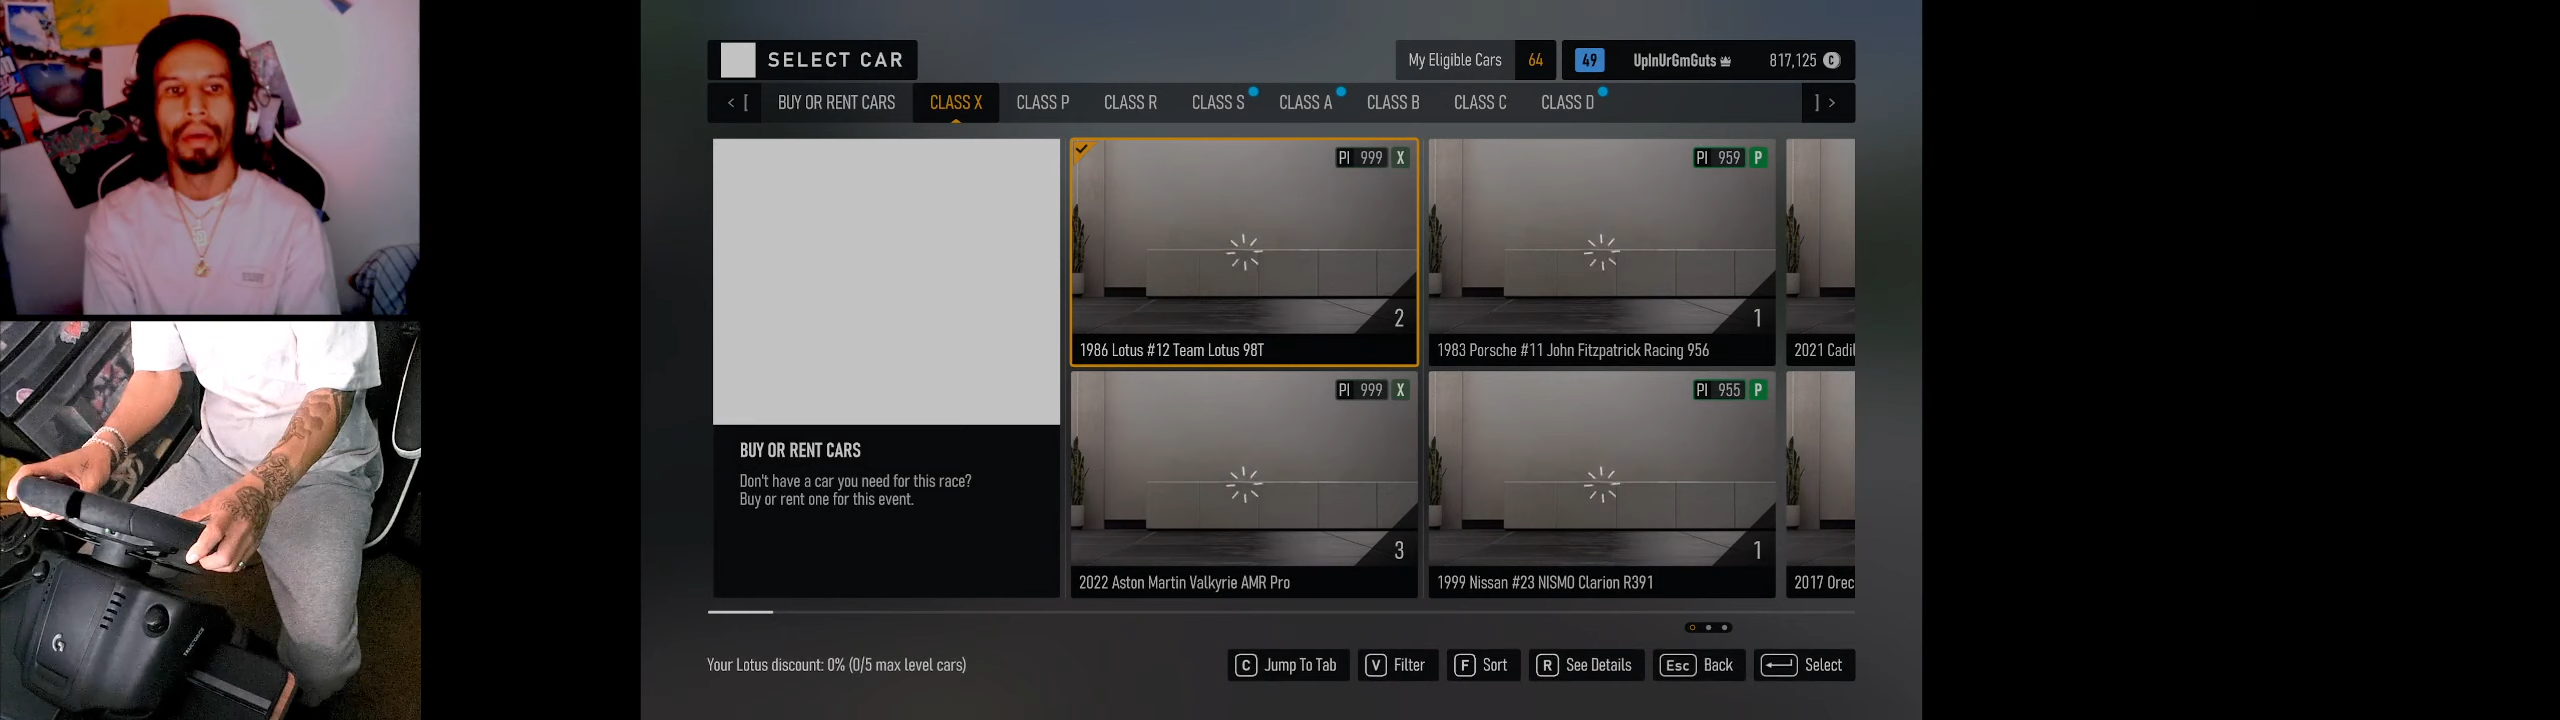 SELECT CAR
My Eligible Cars 64
49 UpInUrGmGuts 817,125 C
< [ BUY OR RENT CARS CLASS X CLASS P CLASS R CLASS S CLASS A CLASS B CLASS C CLASS D ] >
PI 999 X
2
1986 Lotus #12 Team Lotus 98T
PI 959 P
1
1983 Porsche #11 John Fitzpatrick Racing 956
2021 Cadil
BUY OR RENT CARS
Don't have a car you need for this race?
Buy or rent one for this event.
PI 999 X
3
2022 Aston Martin Valkyrie AMR Pro
PI 955 P
1
1999 Nissan #23 NISMO Clarion R391
2017 Orec
Your Lotus discount: 0% (0/5 max level cars)
C Jump To Tab V Filter F Sort R See Details Esc Back Select
G
TRUEFORCE